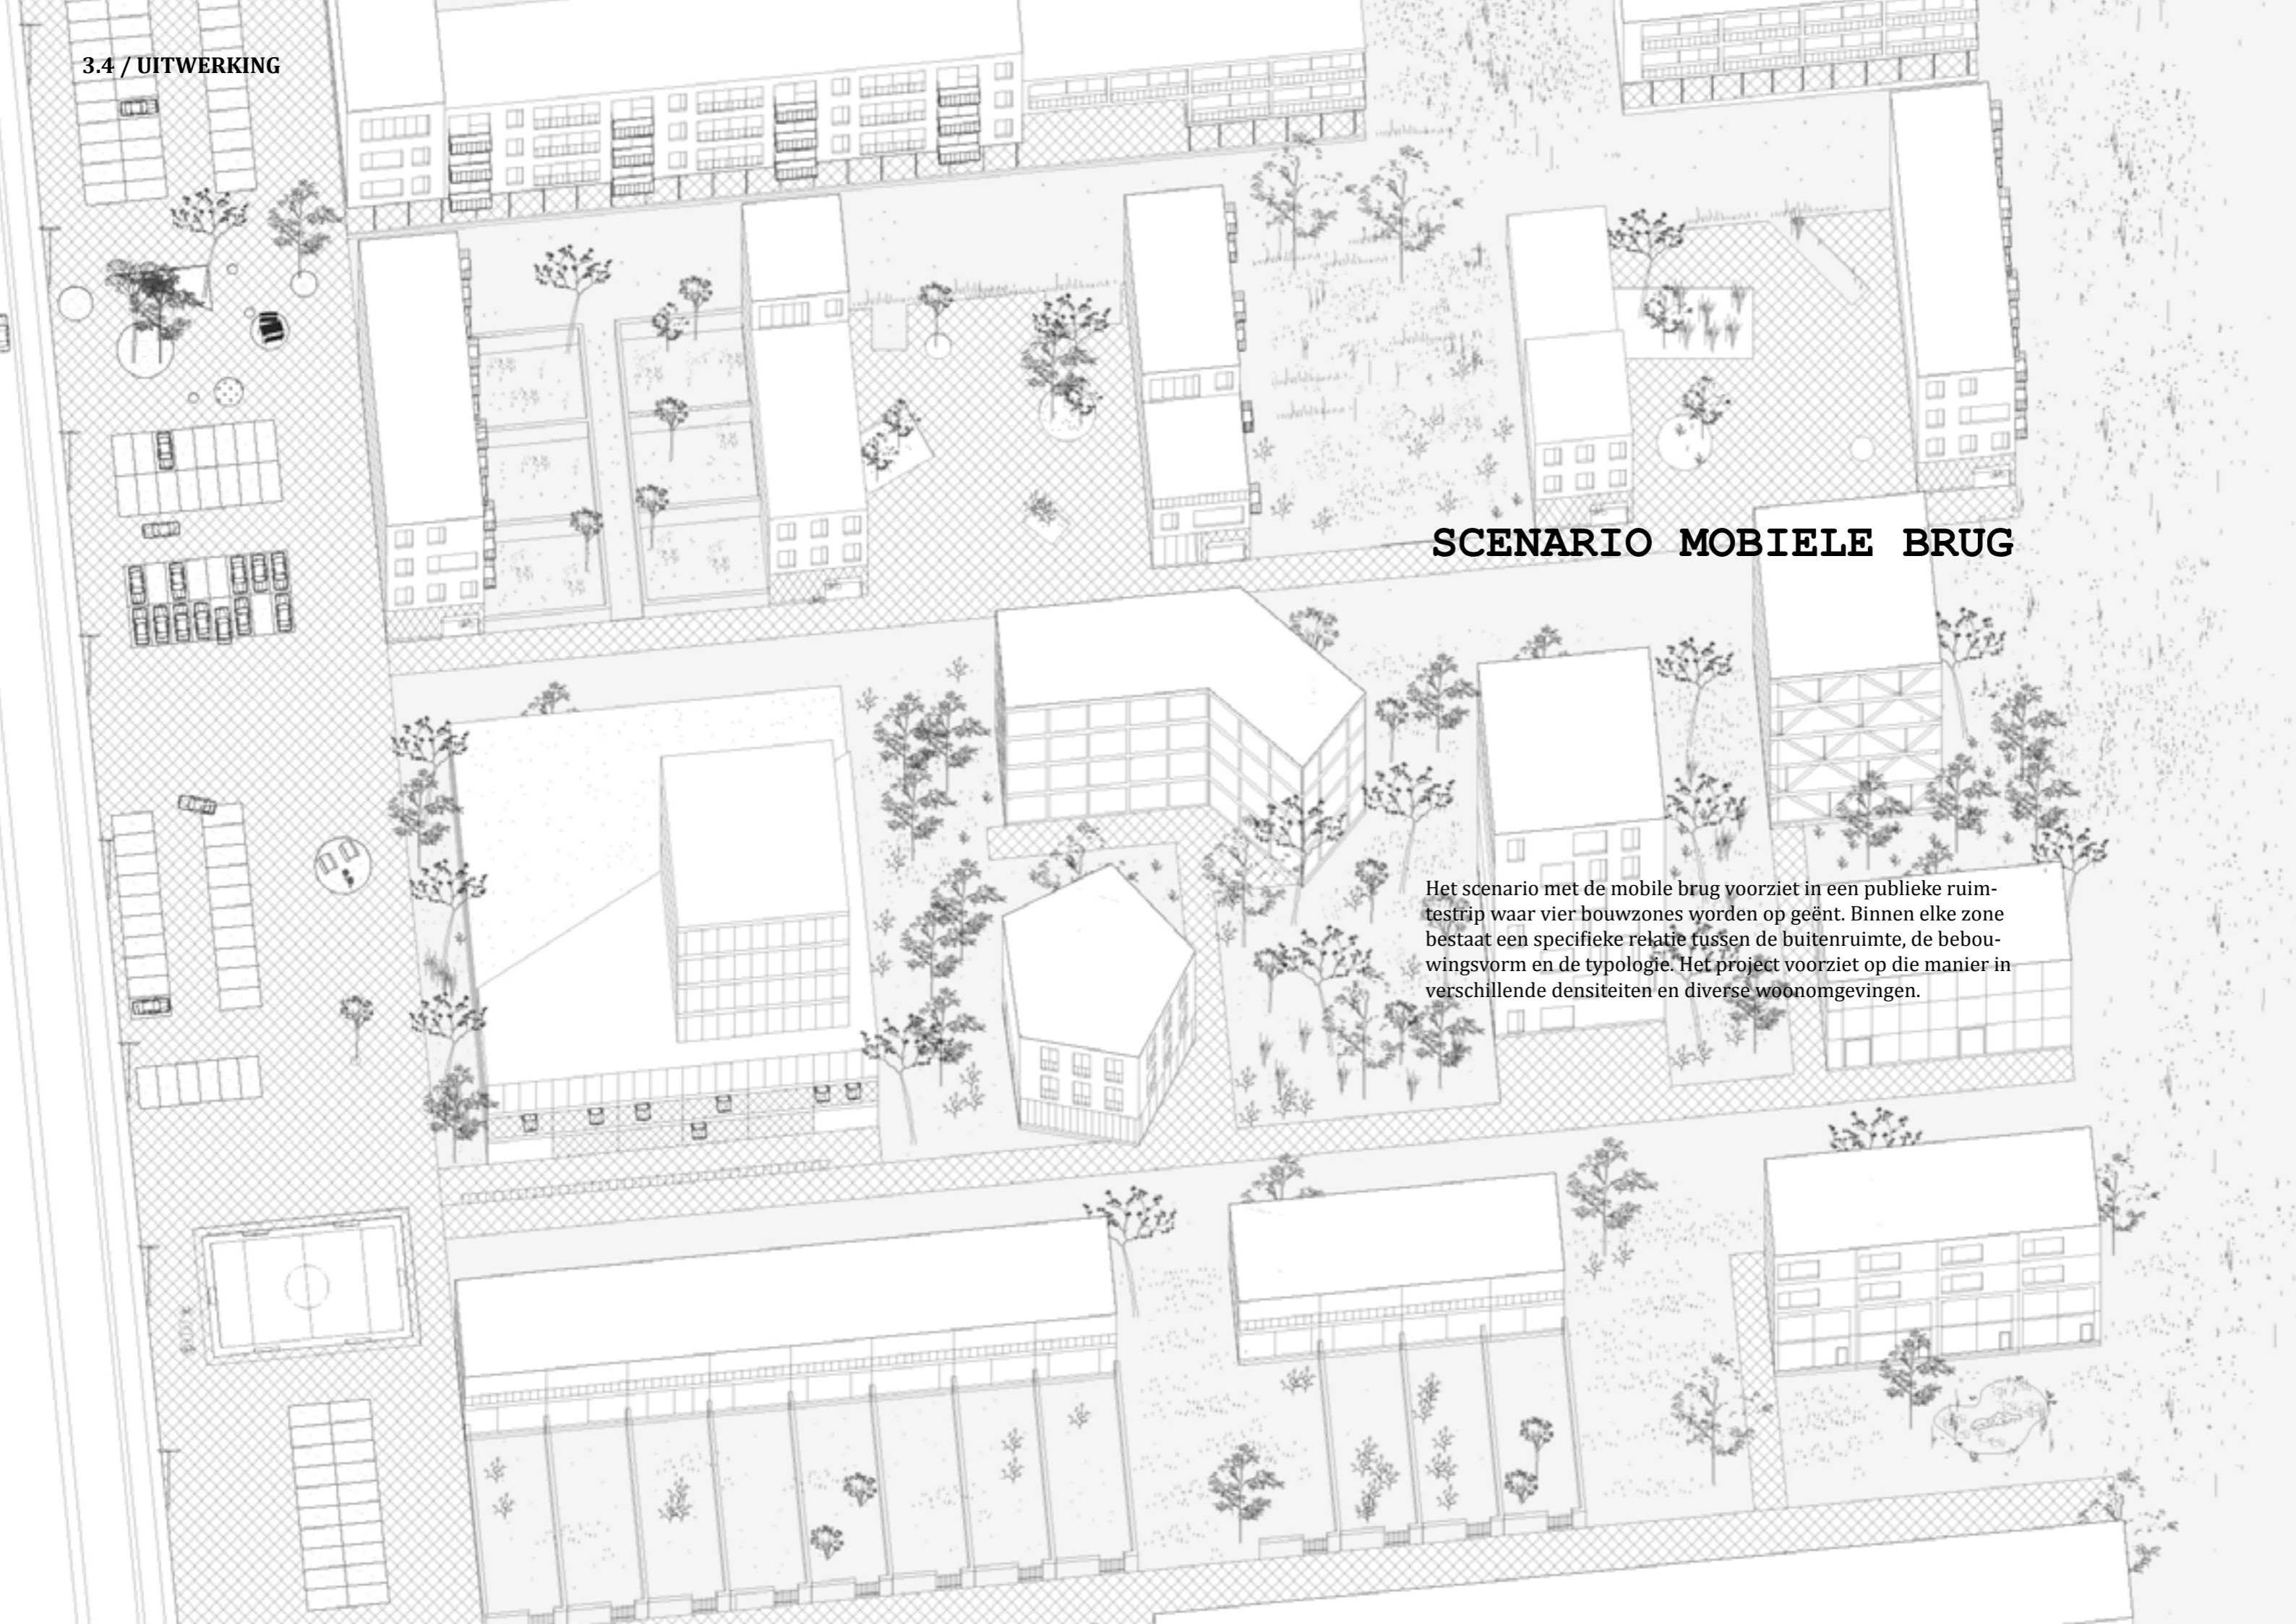 3.4 / UITWERKING
SCENARIO MOBIELE BRUG
Het scenario met de mobile brug voorziet in een publieke ruim-
testrip waar vier bouwzones worden op geënt. Binnen elke zone
bestaat een specifieke relatie tussen de buitenruimte, de bebou-
wingsvorm en de typologie. Het project voorziet op die manier in
verschillende densiteiten en diverse woonomgevingen.